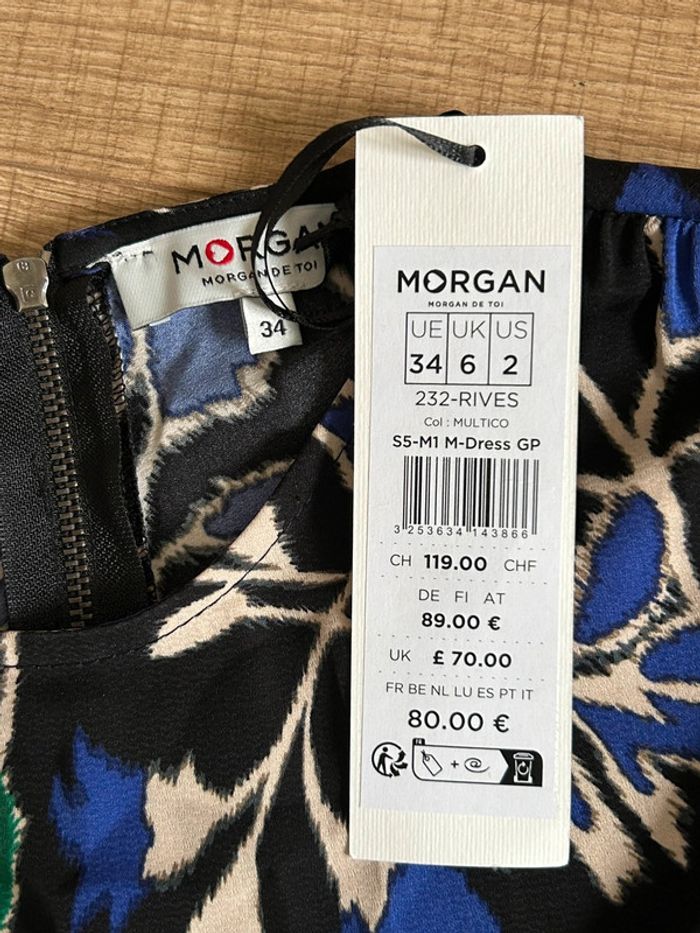 MORGAN
MORGAN DE TOI
34
MORGAN
MORGAN DE TOI
UE UK US
34 6 2
232-RIVES
Col : MULTICO
S5-M1 M-Dress GP
3 253634 143866
CH 119.00 CHF
DE FI AT
89.00 €
UK £ 70.00
FR BE NL LU ES PT IT
80.00 €
FR
+